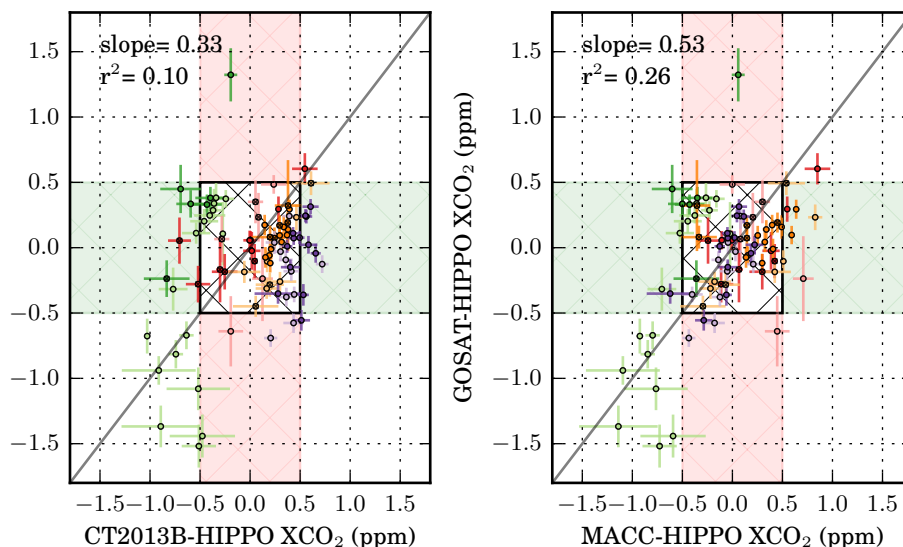 slope= 0.33
r²= 0.10
1.5
1.0
0.5
0.0
−0.5
−1.0
−1.5
−1.5−1.0−0.5 0.0 0.5 1.0 1.5
CT2013B-HIPPO XCO₂ (ppm)
GOSAT-HIPPO XCO₂ (ppm)
slope= 0.53
r²= 0.26
1.5
1.0
0.5
0.0
−0.5
−1.0
−1.5
−1.5−1.0−0.5 0.0 0.5 1.0 1.5
MACC-HIPPO XCO₂ (ppm)